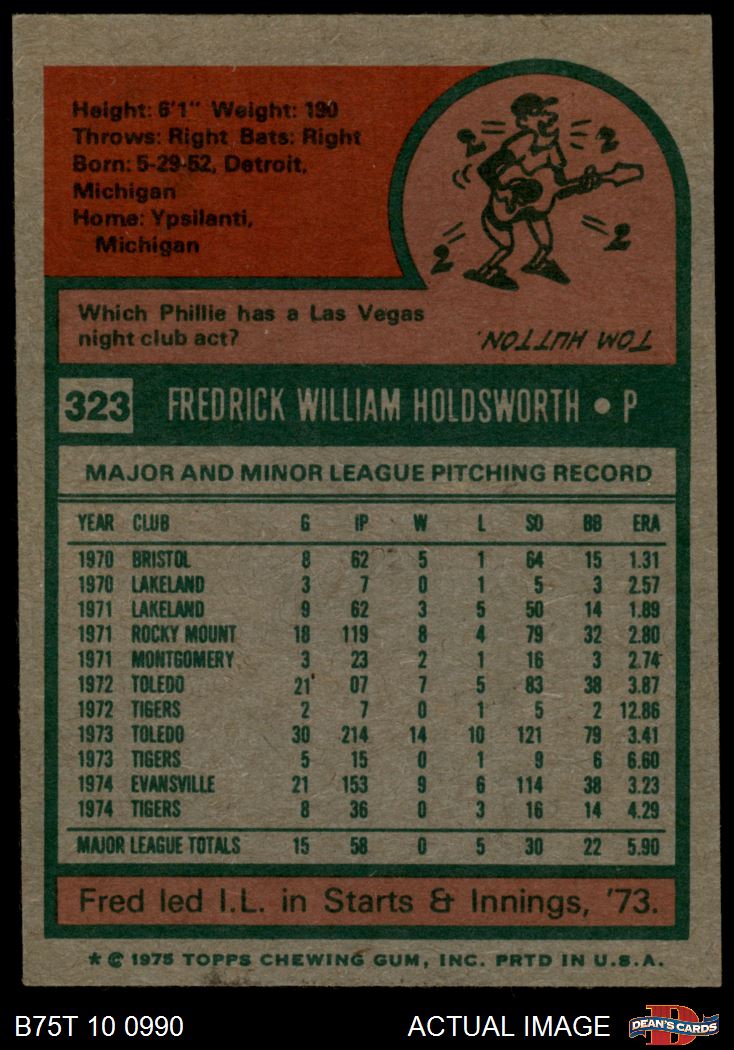 Height: 6'1" Weight: 190
Throws: Right Bats: Right
Born: 5-29-52, Detroit,
Michigan
Home: Ypsilanti,
Michigan
2 2
2 2
Which Phillie has a Las Vegas
night club act?
TOM HUTTON.
323 FREDRICK WILLIAM HOLDSWORTH • P
MAJOR AND MINOR LEAGUE PITCHING RECORD
YEAR CLUB G IP W L SO BB ERA
1970 BRISTOL 8 62 5 1 64 15 1.31
1970 LAKELAND 3 7 0 1 5 3 2.57
1971 LAKELAND 9 62 3 5 50 14 1.89
1971 ROCKY MOUNT 18 119 8 4 79 32 2.80
1971 MONTGOMERY 3 23 2 1 16 3 2.74
1972 TOLEDO 21 07 7 5 83 38 3.87
1972 TIGERS 2 7 0 1 5 2 12.86
1973 TOLEDO 30 214 14 10 121 79 3.41
1973 TIGERS 5 15 0 1 9 6 6.60
1974 EVANSVILLE 21 153 9 6 114 38 3.23
1974 TIGERS 8 36 0 3 16 14 4.29
MAJOR LEAGUE TOTALS 15 58 0 5 30 22 5.90
Fred led I.L. in Starts & Innings, '73.
* © 1975 TOPPS CHEWING GUM, INC. PRTD IN U.S.A.
B75T 10 0990 ACTUAL IMAGE DEAN'S CARDS